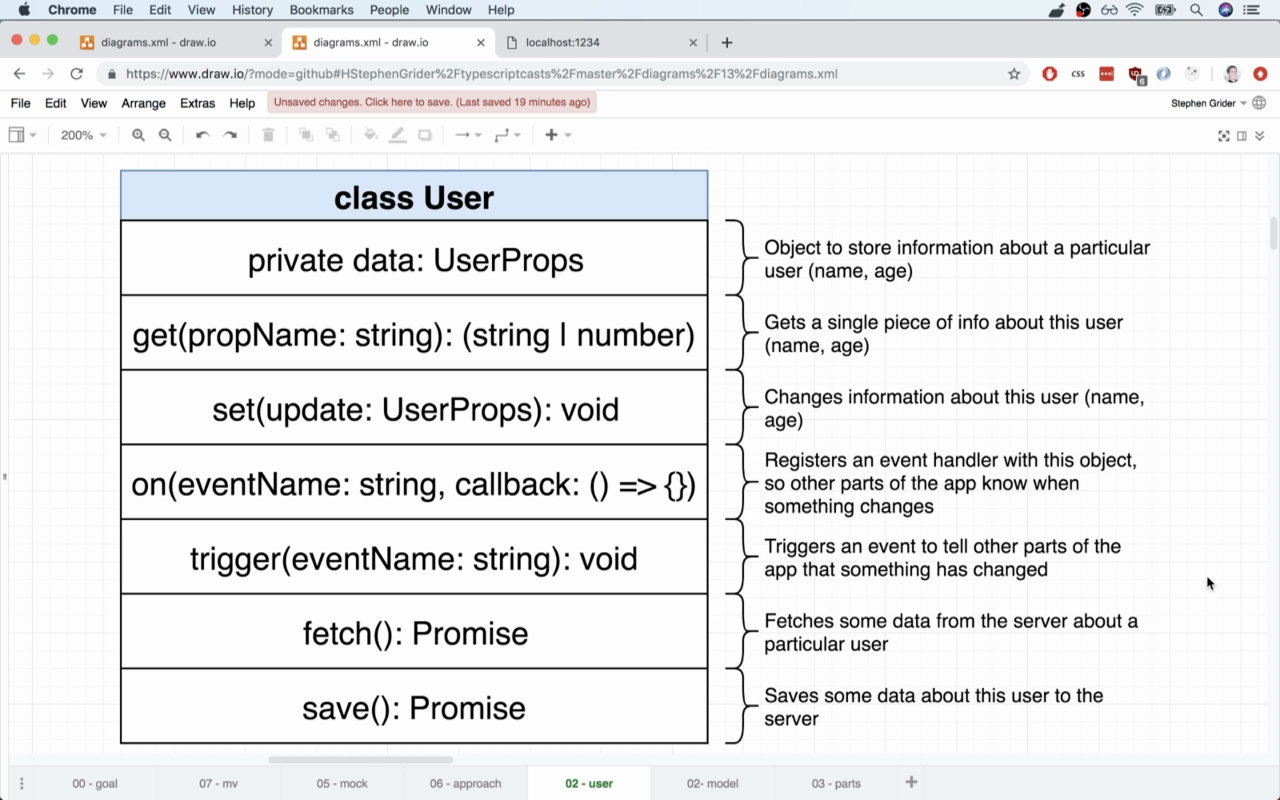 Chrome File Edit View History Bookmarks People Window Help
diagrams.xml - draw.io
diagrams.xml - draw.io
localhost:1234
https://www.draw.io/?mode=github#HStephenGrider%2Ftypescriptcasts%2Fmaster%2Fdiagrams%2F13%2Fdiagrams.xml
CSS
6
File Edit View Arrange Extras Help
Unsaved changes. Click here to save. (Last saved 19 minutes ago)
Stephen Grider
200%
class User
private data: UserProps
Object to store information about a particular
user (name, age)
get(propName: string): (string | number)
Gets a single piece of info about this user
(name, age)
set(update: UserProps): void
Changes information about this user (name,
age)
on(eventName: string, callback: () => {})
Registers an event handler with this object,
so other parts of the app know when
something changes
trigger(eventName: string): void
Triggers an event to tell other parts of the
app that something has changed
fetch(): Promise
Fetches some data from the server about a
particular user
save(): Promise
Saves some data about this user to the
server
00 - goal
07 - mv
05 - mock
06 - approach
02 - user
02- model
03 - parts